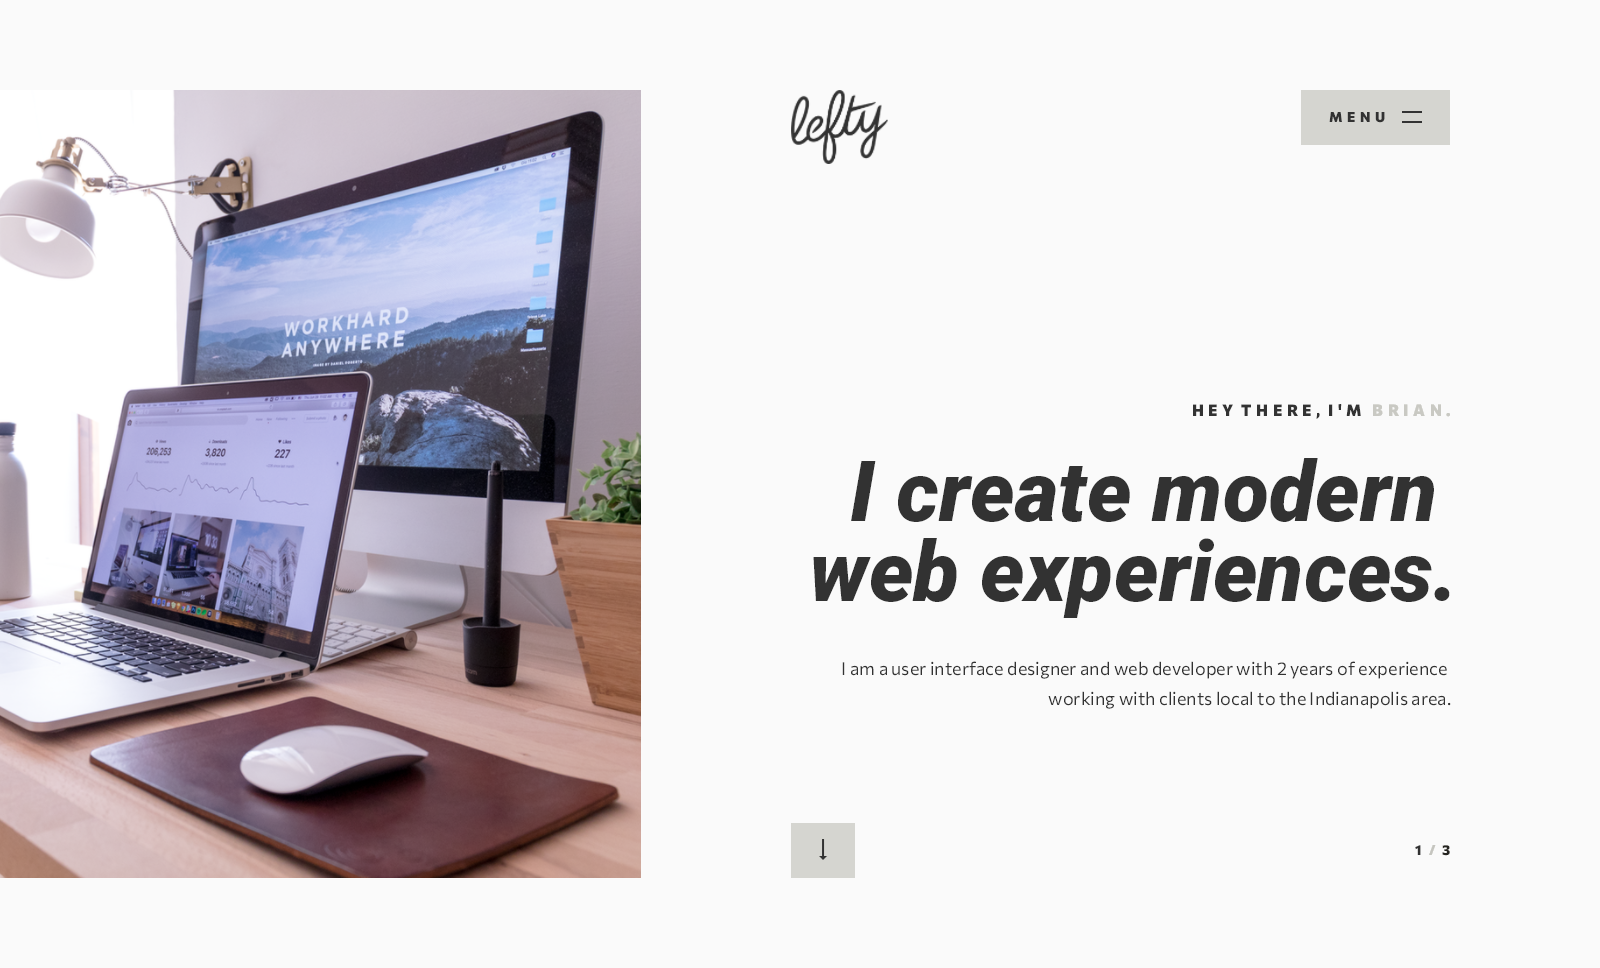 lefty
MENU
WORKHARD
ANYWHERE
208,253
3,820
227
HEY THERE, I'M BRIAN.
I create modern
web experiences.
I am a user interface designer and web developer with 2 years of experience
working with clients local to the Indianapolis area.
1 / 3